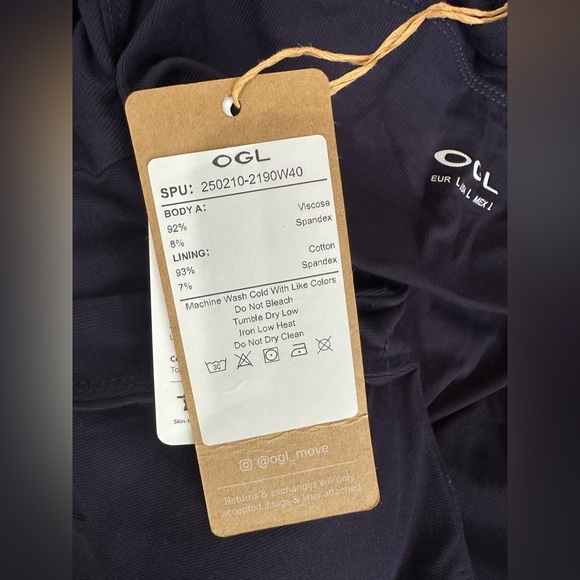 OGL
SPU: 250210-2190W40
BODY A:
92% Viscose
8% Spandex
LINING:
93% Cotton
7% Spandex
Machine Wash Cold With Like Colors
Do Not Bleach
Tumble Dry Low
Iron Low Heat
Do Not Dry Clean
30
@ogl_move
Returns & exchanges will only
accepted if tags & liner attached
OGL
EUR L
L MEX
Skin-f